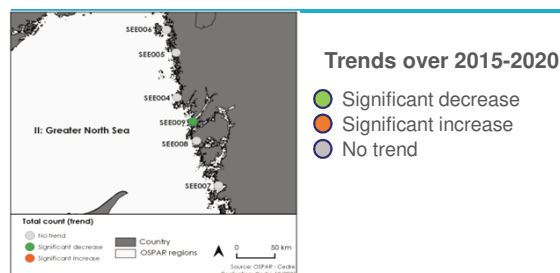 SEE006
SEE005
SEE004
SEE009
II: Greater North Sea
SEE008
SEE007
Total count (trend)
No trend
Significant decrease
Significant increase
Country
OSPAR regions
0 50 km
Source: OSPAR : Cedre
Trends over 2015-2020
Significant decrease
Significant increase
No trend